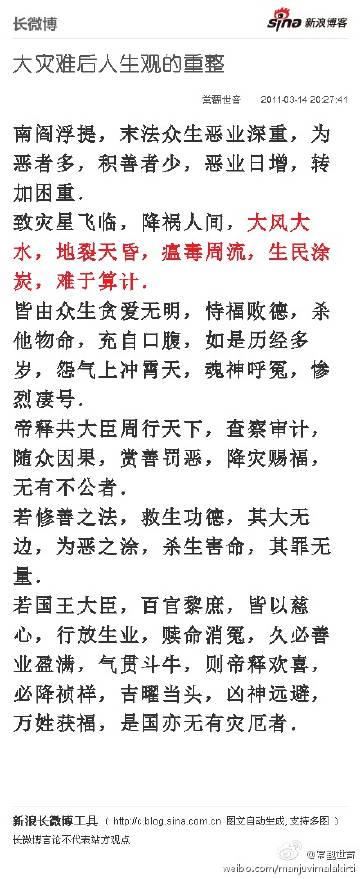 长微博 sina 新浪博客
大灾难后人生观的重整
常翾世音 2011-03-14 20:27:41
南阎浮提，末法众生恶业深重，为
恶者多，积善者少，恶业日增，转
加困重．
致灾星飞临，降祸人间，大风大
水，地裂天昏，瘟毒周流，生民涂
炭，难于算计．
皆由众生贪爱无明，恃福败德，杀
他物命，充自口腹，如是历经多
岁，怨气上冲霄天，魂神呼冤，惨
烈凄号．
帝释共大臣周行天下，查察审计，
随众因果，赏善罚恶，降灾赐福，
无有不公者．
若修善之法，救生功德，其大无
边，为恶之涂，杀生害命，其罪无
量．
若国王大臣，百官黎庶，皆以慈
心，行放生业，赎命消冤，久必善
业盈满，气贯斗牛，则帝释欢喜，
必降祯祥，吉曜当头，凶神远避，
万姓获福，是国亦无有灾厄者．
新浪长微博工具 （ http://c.blog.sina.com.cn 图文自动生成, 支持多图 ）
长微博言论不代表站方观点
@常翾世音
weibo.com/manjuvimalakirti